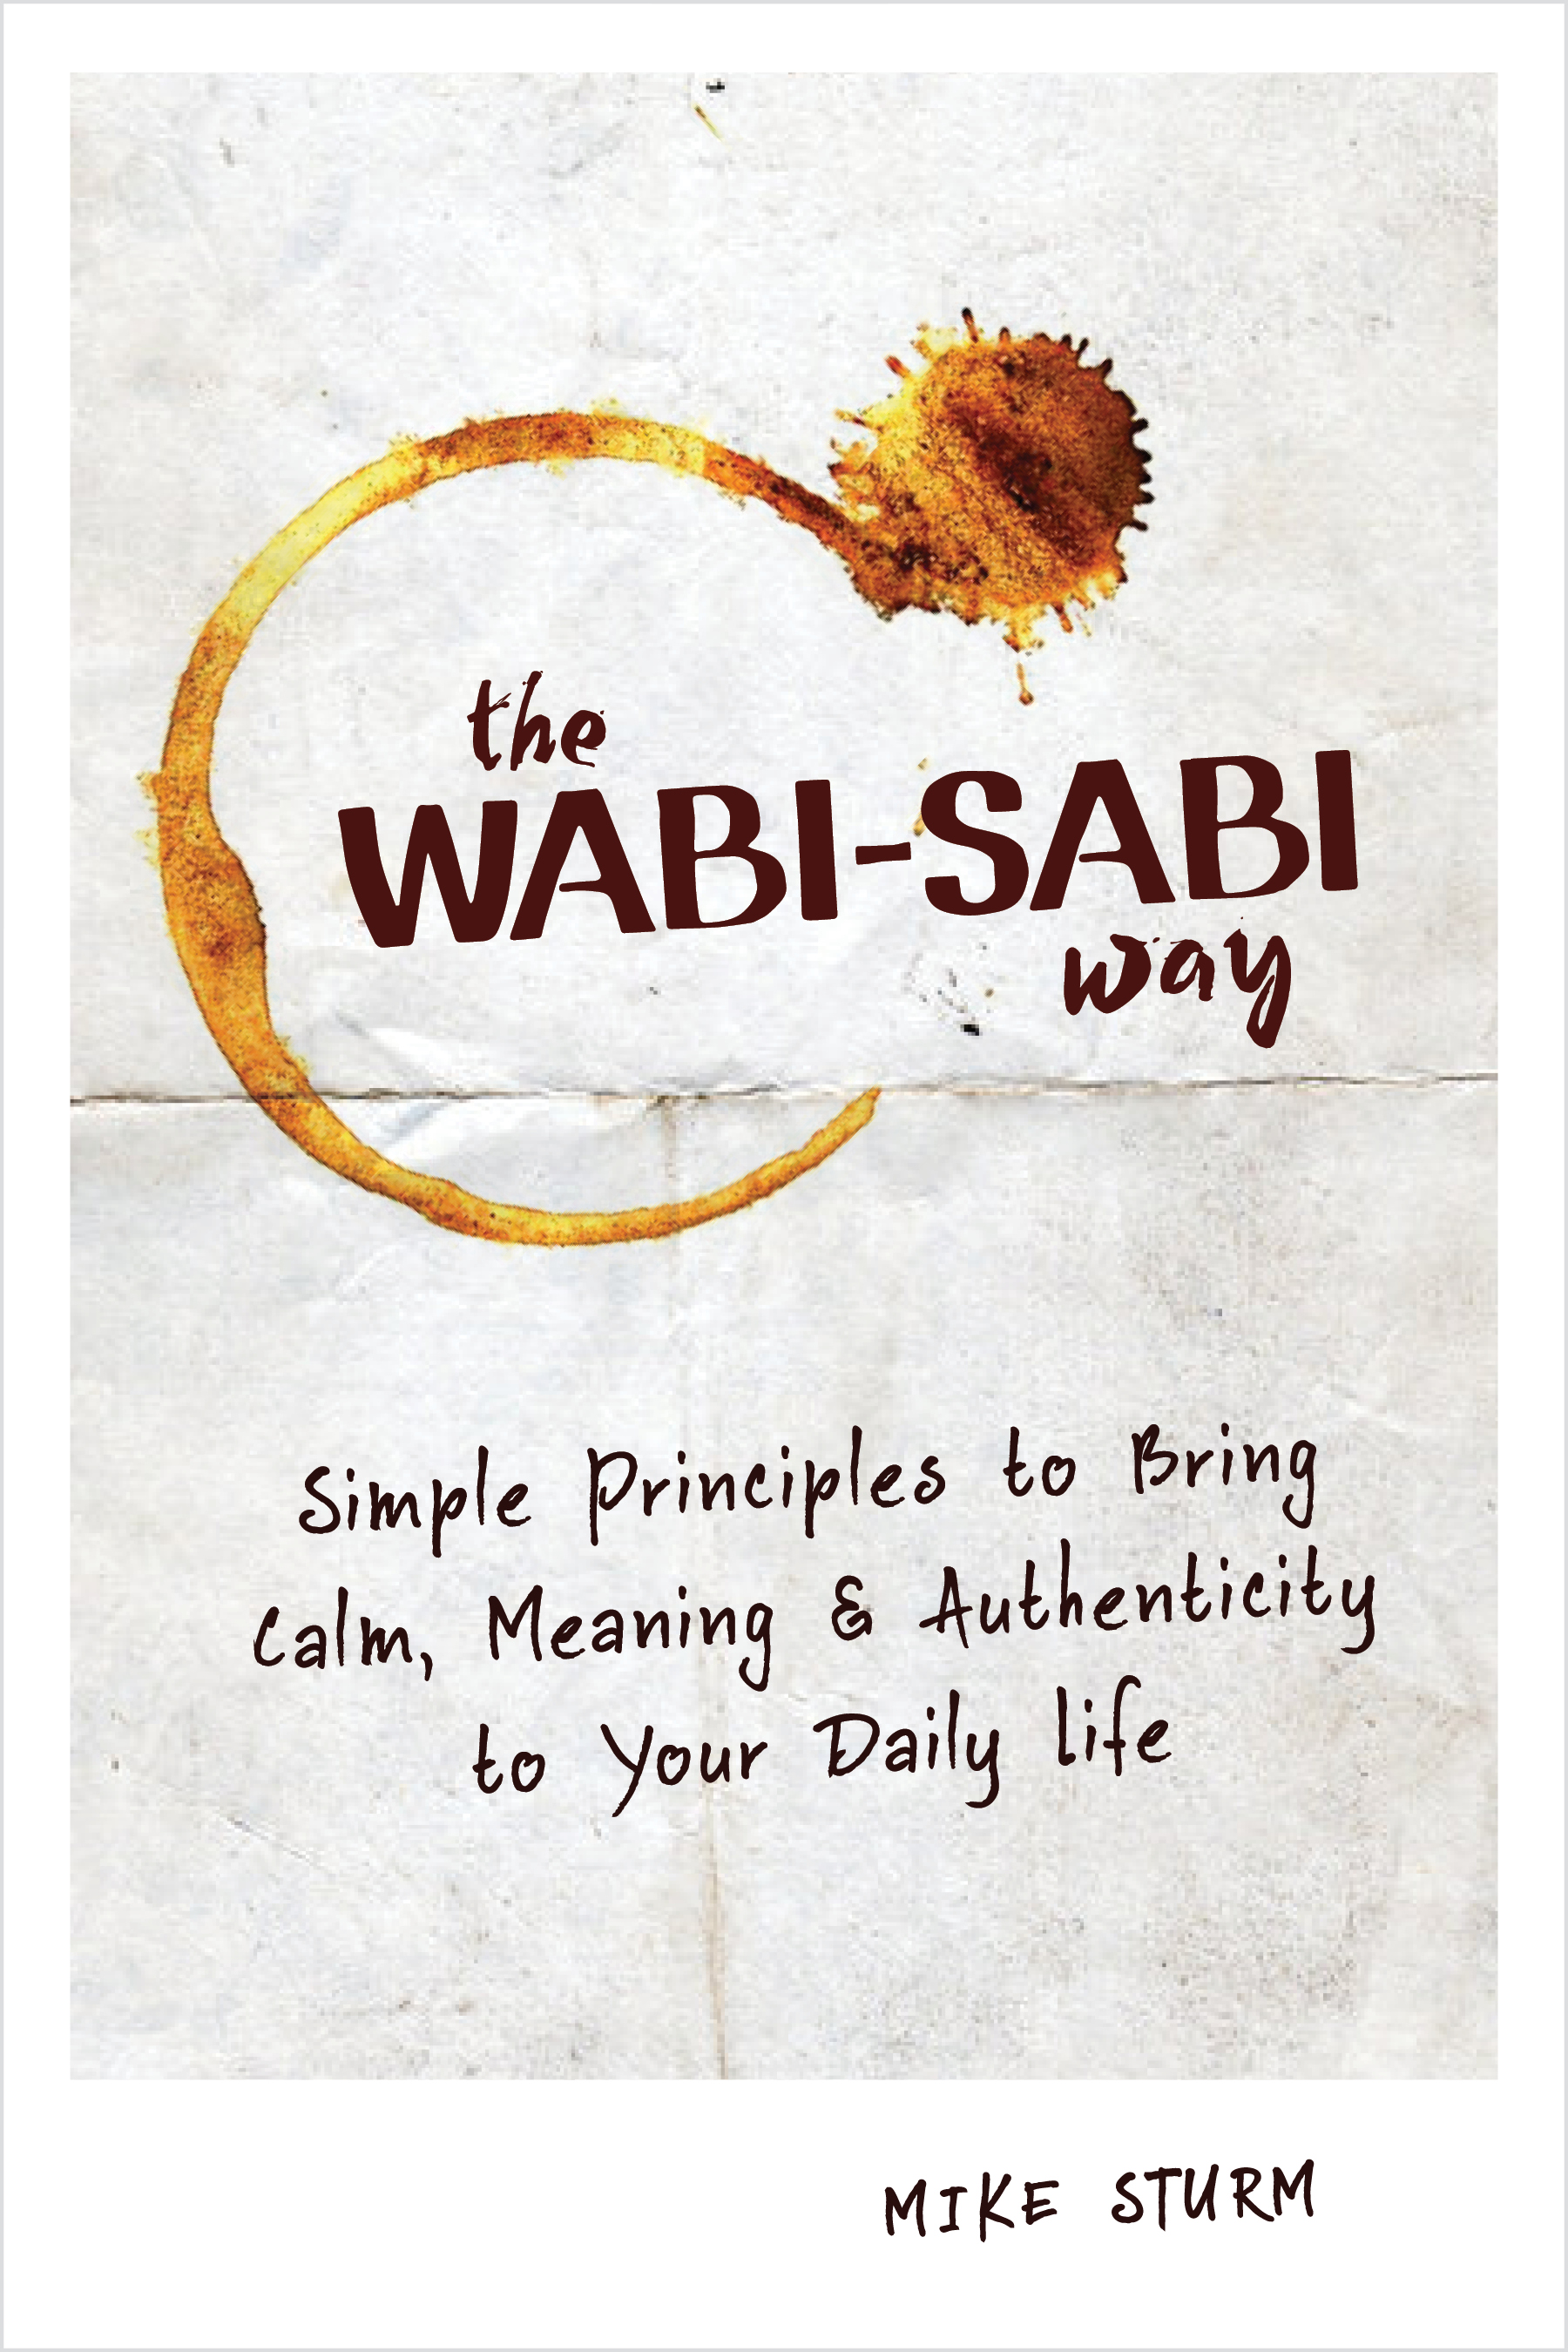 the
WABI-SABI
way
Simple Principles to Bring
Calm, Meaning & Authenticity
to Your Daily life
MIKE STURM